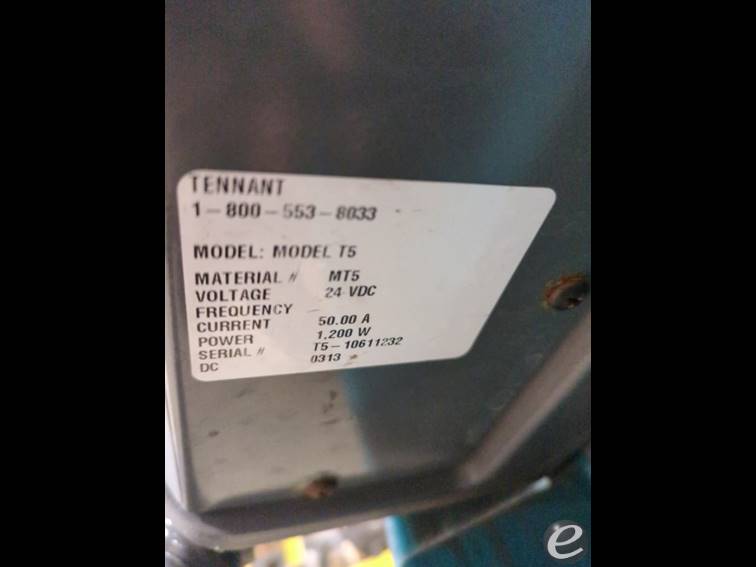 TENNANT
1-800-553-8033
MODEL: MODEL T5
MATERIAL # MT5
VOLTAGE 24 VDC
FREQUENCY -
CURRENT 50.00 A
POWER 1,200 W
SERIAL # T5-10611232
DC 0313
e